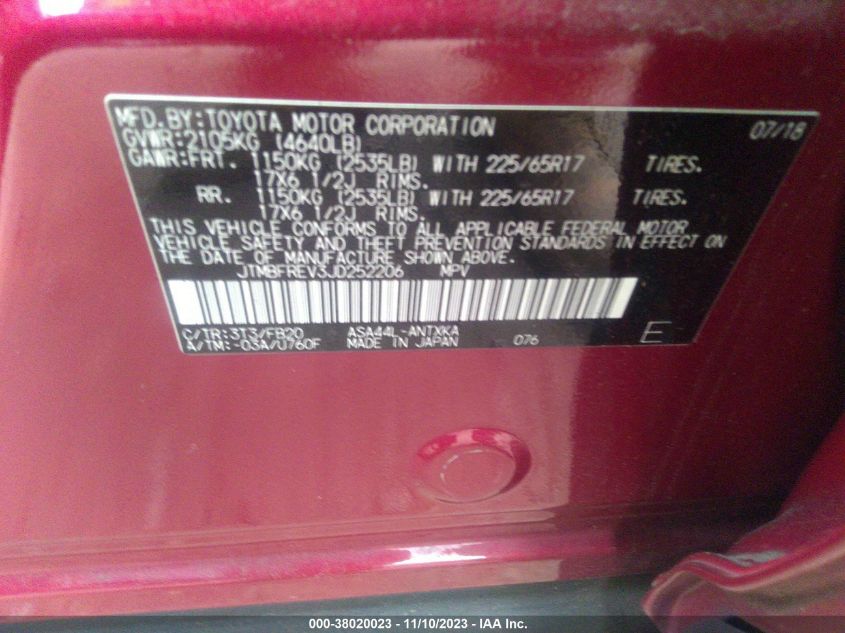 MFD.BY:TOYOTA MOTOR CORPORATION 07/18
GVWR:2105KG (4640LB)
GAWR:FRT. 1150KG (2535LB) WITH 225/65R17 TIRES.
17X6 1/2J RIMS.
RR. 1150KG (2535LB) WITH 225/65R17 TIRES.
17X6 1/2J RIMS.
THIS VEHICLE CONFORMS TO ALL APPLICABLE FEDERAL MOTOR
VEHICLE SAFETY AND THEFT PREVENTION STANDARDS IN EFFECT ON
THE DATE OF MANUFACTURE SHOWN ABOVE.
JTMBFREV3JD252206 MPV
C/TR:3T3/FB20 ASA44L-ANTXKA
A/TM:-03A/U760F MADE IN JAPAN 076 E
000-38020023 - 11/10/2023 - IAA Inc.